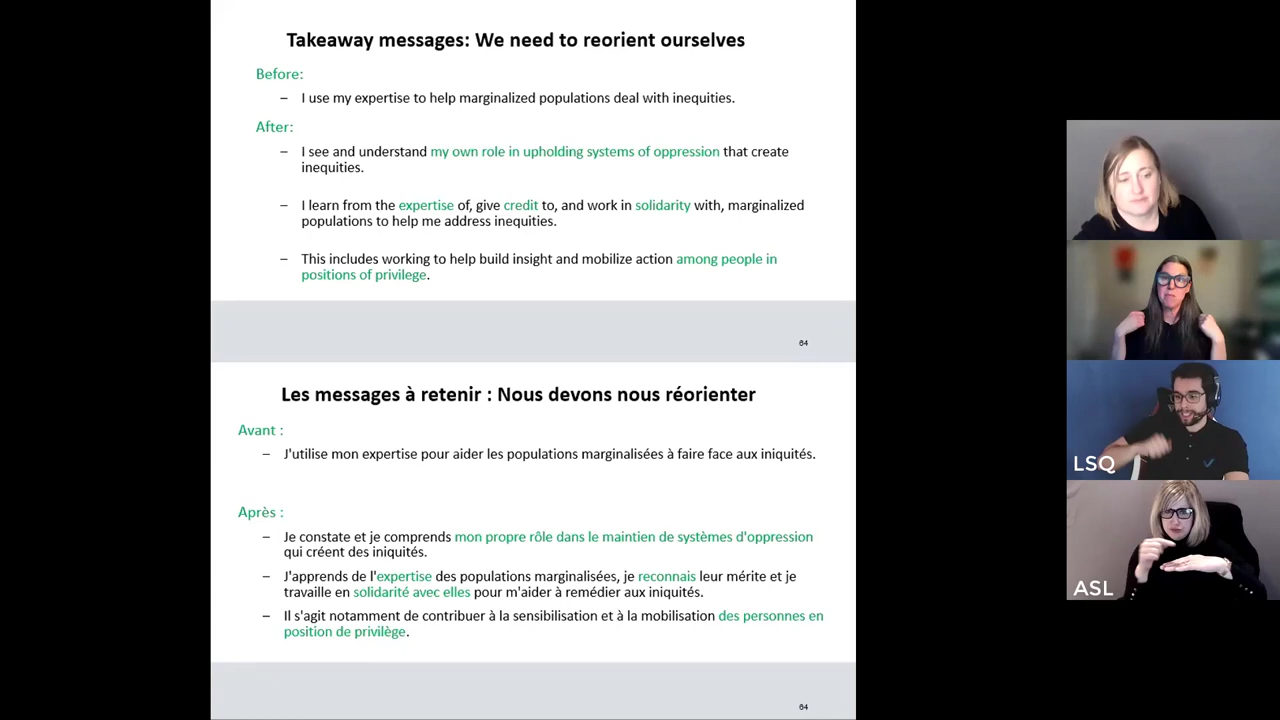 Takeaway messages: We need to reorient ourselves
Before:
– I use my expertise to help marginalized populations deal with inequities.
After:
– I see and understand my own role in upholding systems of oppression that create
inequities.
– I learn from the expertise of, give credit to, and work in solidarity with, marginalized
populations to help me address inequities.
– This includes working to help build insight and mobilize action among people in
positions of privilege.
64
Les messages à retenir : Nous devons nous réorienter
Avant :
– J'utilise mon expertise pour aider les populations marginalisées à faire face aux iniquités.
Après :
– Je constate et je comprends mon propre rôle dans le maintien de systèmes d'oppression
qui créent des iniquités.
– J'apprends de l'expertise des populations marginalisées, je reconnais leur mérite et je
travaille en solidarité avec elles pour m'aider à remédier aux iniquités.
– Il s'agit notamment de contribuer à la sensibilisation et à la mobilisation des personnes en
position de privilège.
64
LSQ
ASL